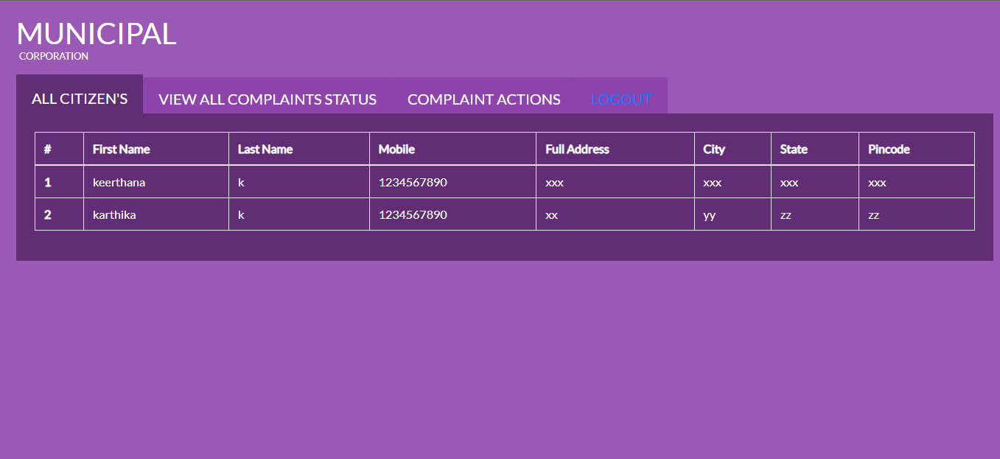 MUNICIPAL
CORPORATION
ALL CITIZEN'S VIEW ALL COMPLAINTS STATUS COMPLAINT ACTIONS LOGOUT
# First Name Last Name Mobile Full Address City State Pincode
1 keerthana k 1234567890 xxx xxx xxx xxx
2 karthika k 1234567890 xx yy zz zz